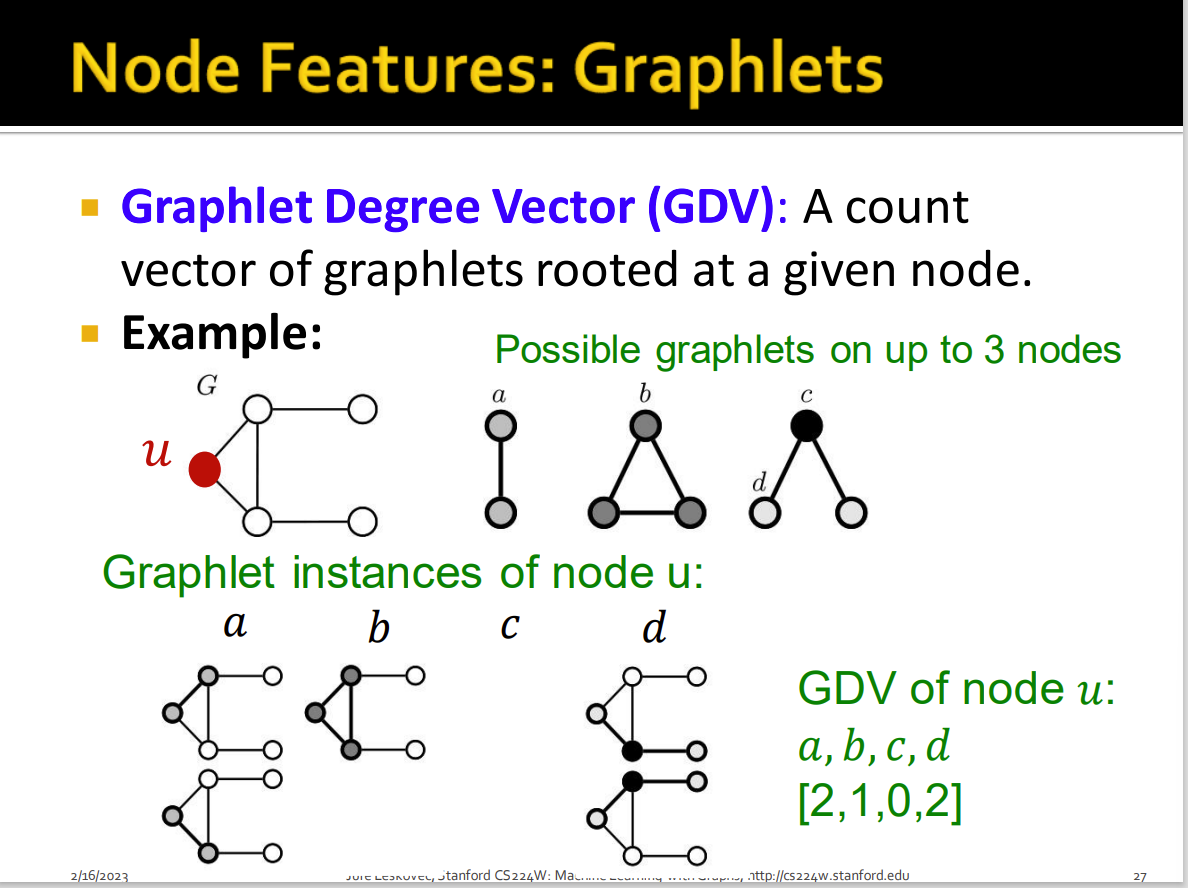 Node Features: Graphlets
Graphlet Degree Vector (GDV): A count
vector of graphlets rooted at a given node.
Example:
Possible graphlets on up to 3 nodes
G
a
b
c
u
d
Graphlet instances of node u:
a b c d
GDV of node u:
a, b, c, d
[2,1,0,2]
2/16/2023
Jure Leskovec, Stanford CS224W: Machine Learning with Graphs, http://cs224w.stanford.edu
27